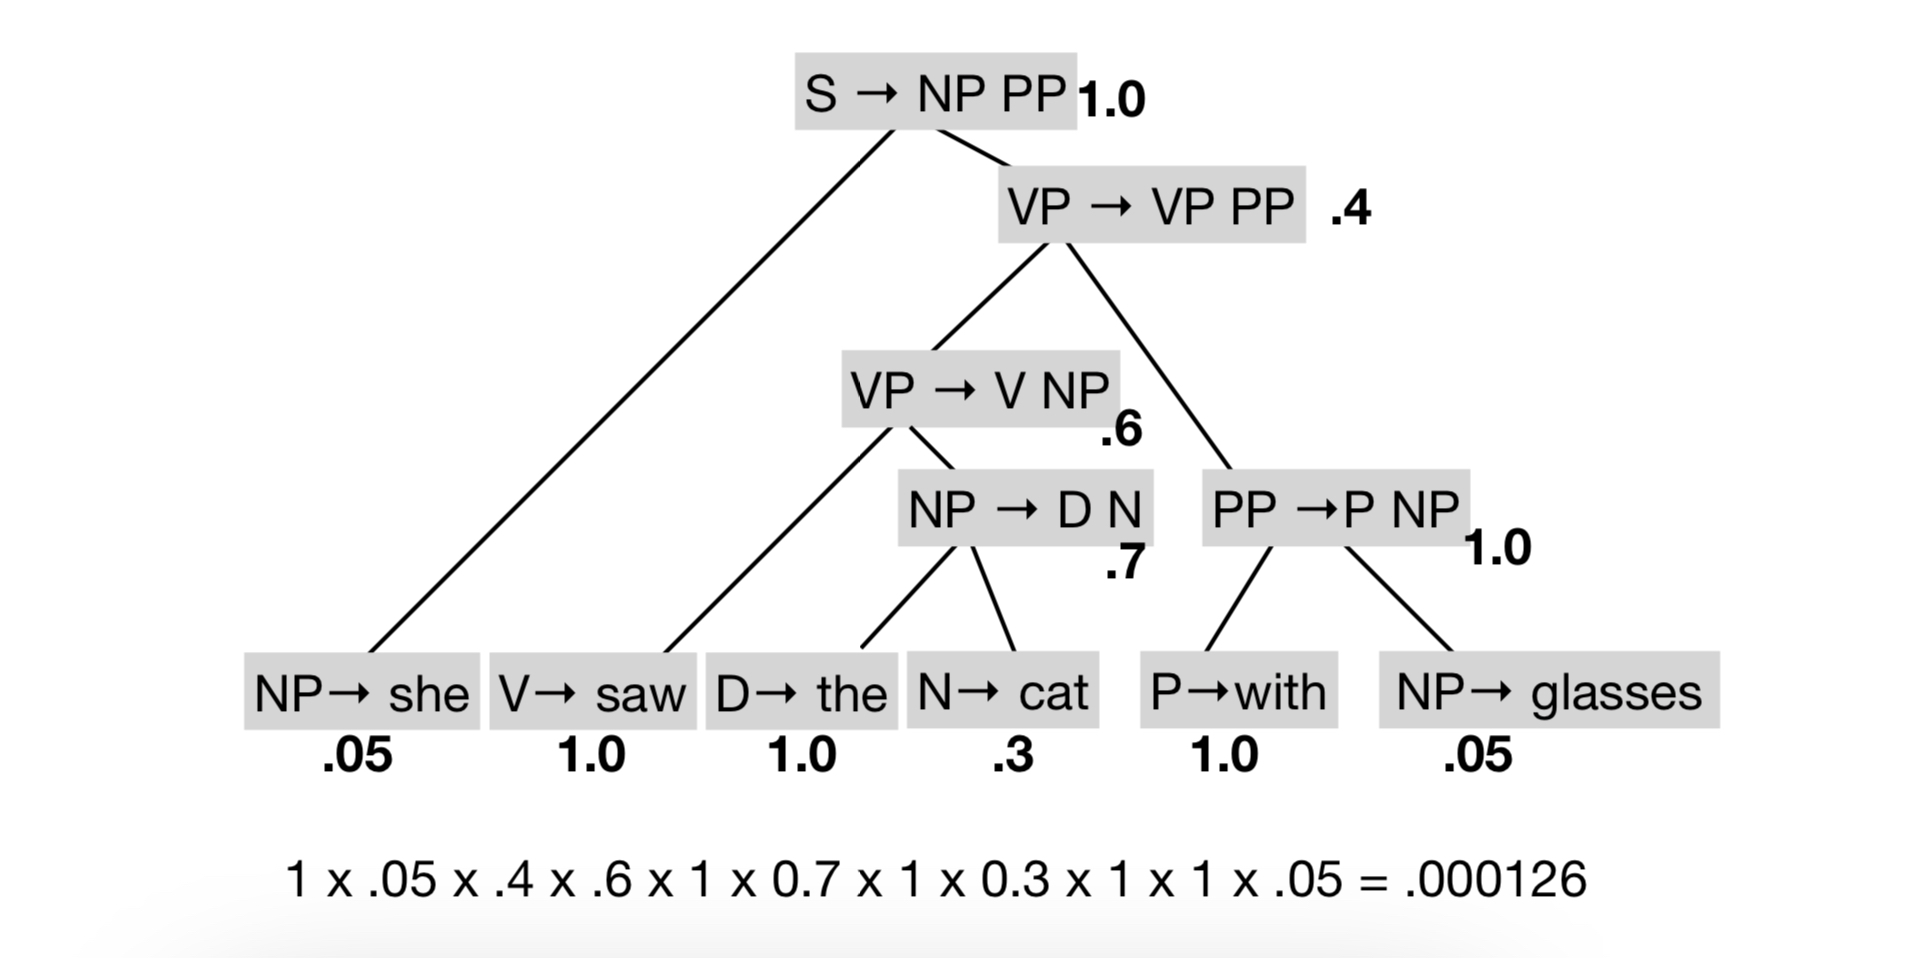 S → NP PP 1.0
VP → VP PP .4
VP → V NP
.6
NP → D N
.7
PP →P NP
1.0
NP→ she V→ saw D→ the N→ cat P→with NP→ glasses
.05 1.0 1.0 .3 1.0 .05
1 x .05 x .4 x .6 x 1 x 0.7 x 1 x 0.3 x 1 x 1 x .05 = .000126